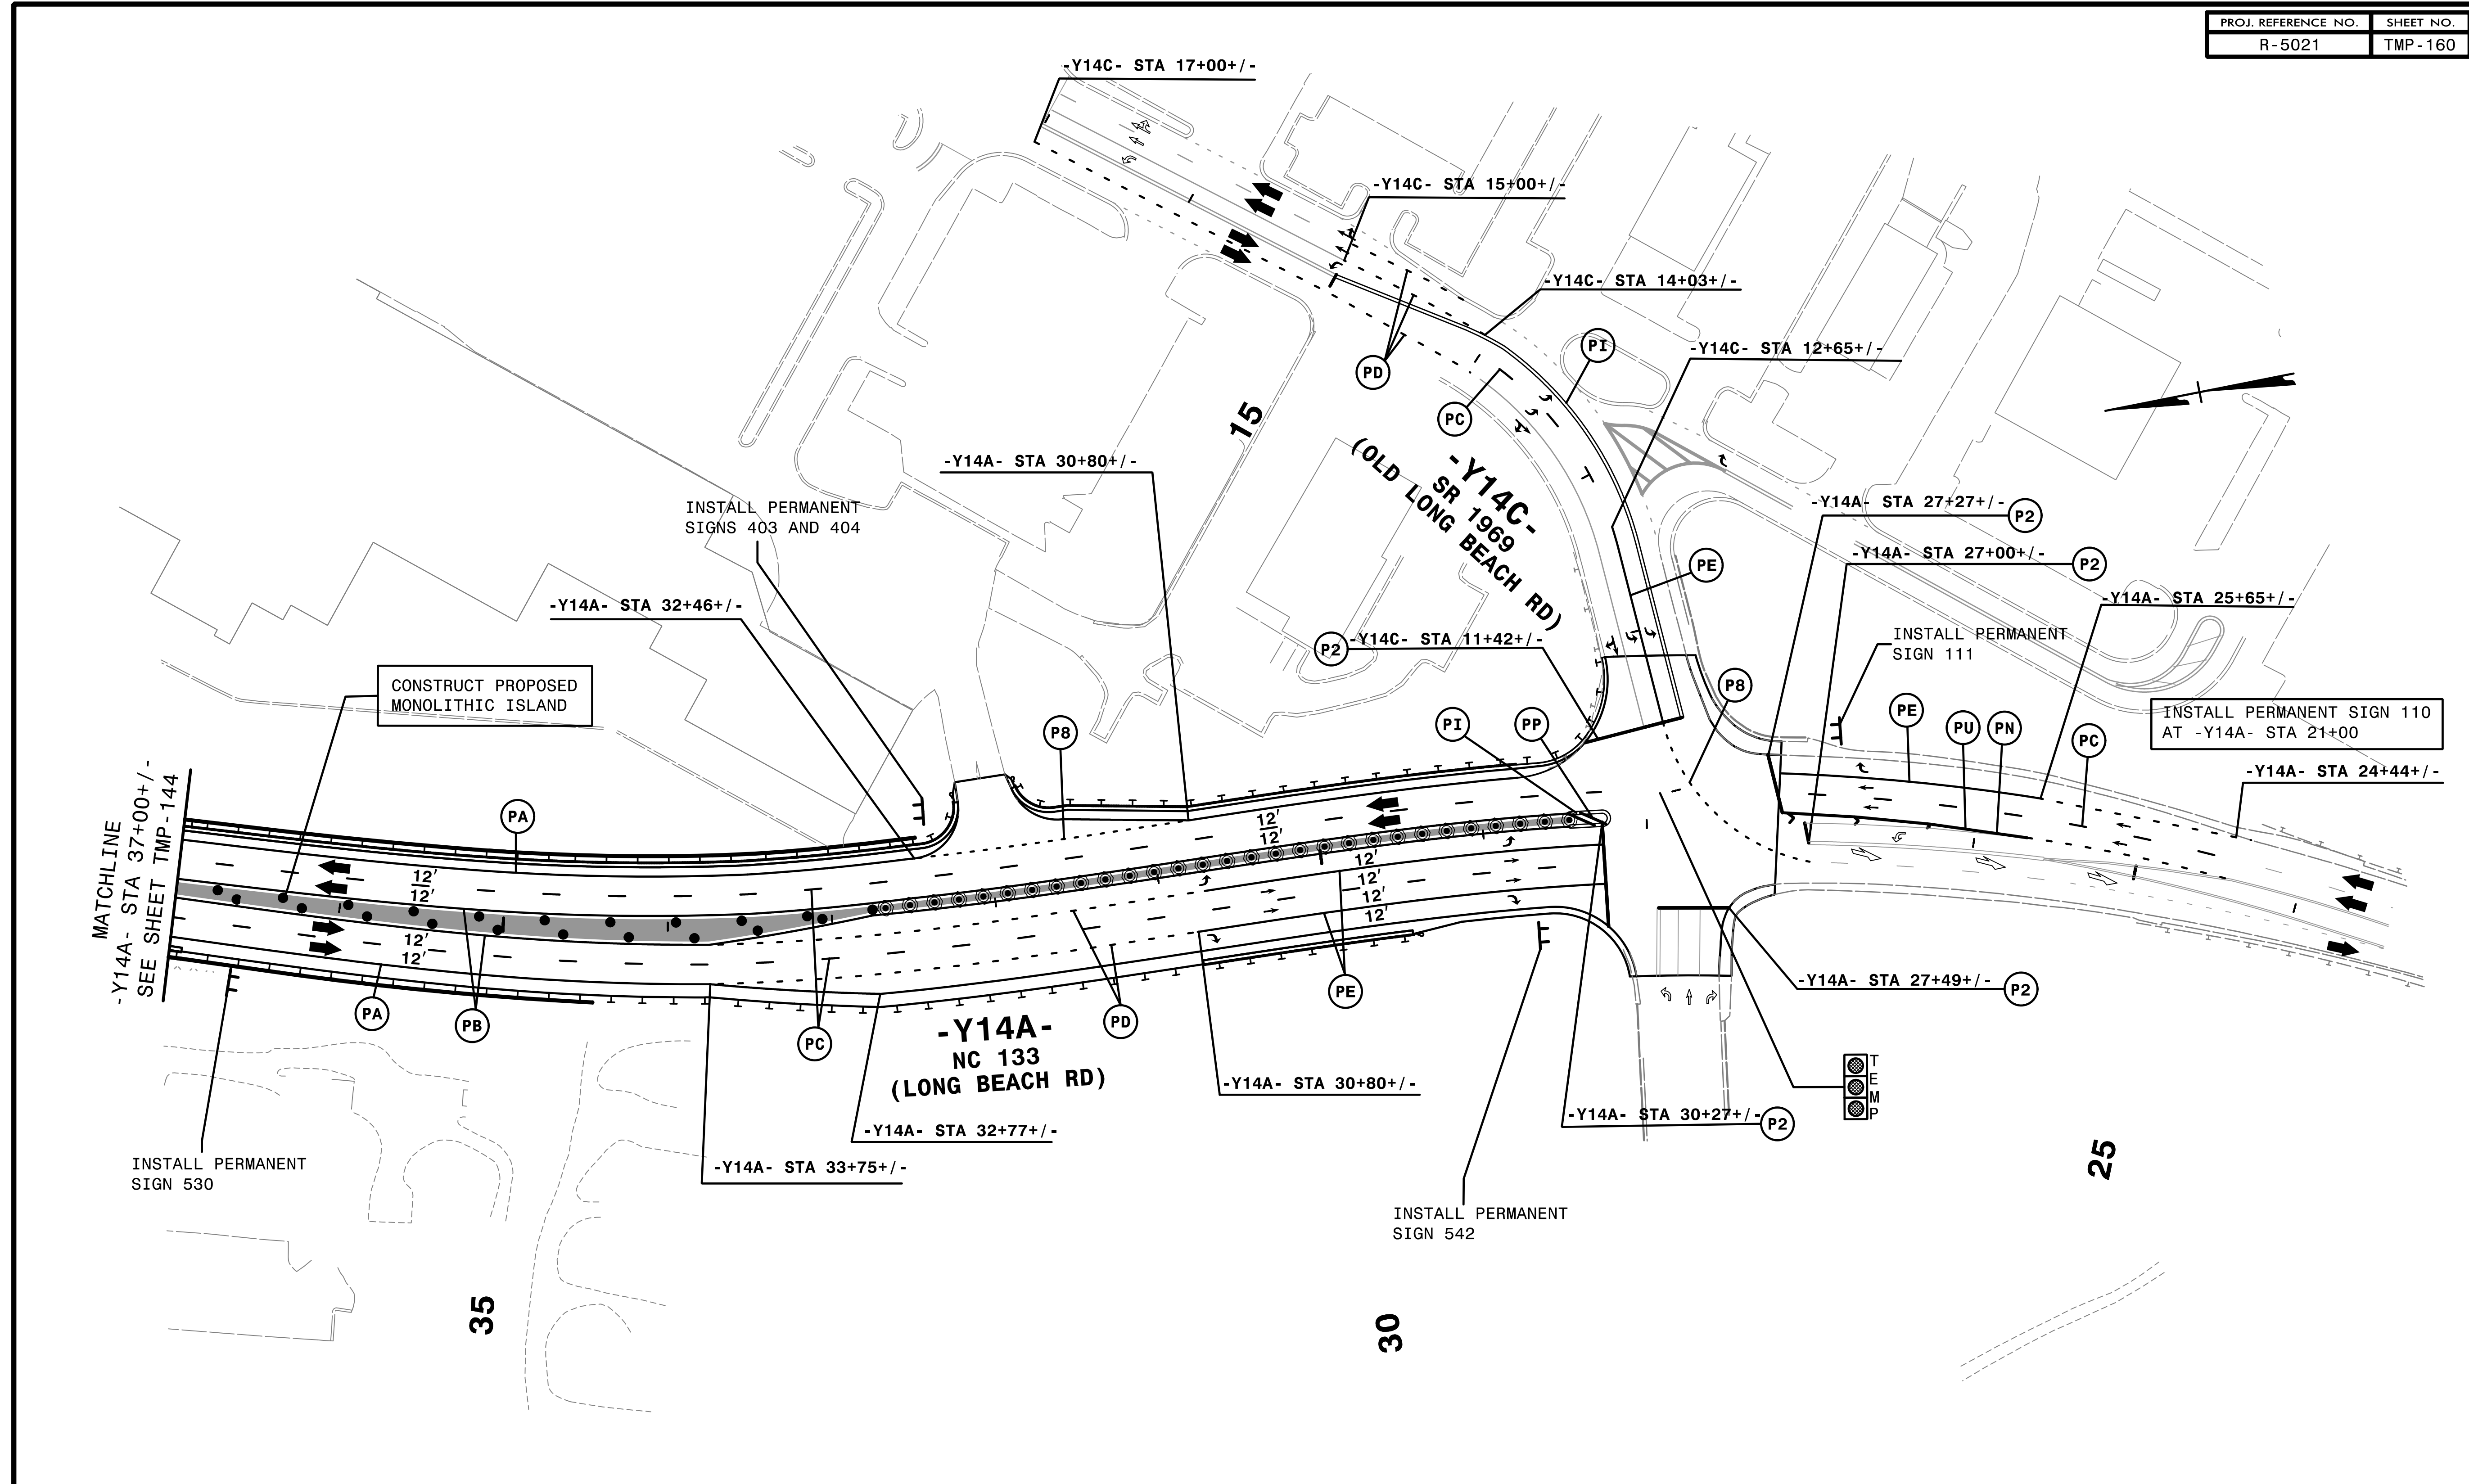 PROJ. REFERENCE NO.
SHEET NO.
R-5021
TMP-160
-Y14C- STA 17+00+/-
-Y14C- STA 15+00+/-
-Y14C- STA 14+03+/-
PI
-Y14C- STA 12+65+/-
PD
PC
15
-Y14C-
SR 1969
(OLD LONG BEACH RD)
-Y14A- STA 30+80+/-
INSTALL PERMANENT
SIGNS 403 AND 404
-Y14A- STA 27+27+/-
P2
-Y14A- STA 27+00+/-
P2
PE
-Y14A- STA 25+65+/-
-Y14A- STA 32+46+/-
P2
-Y14C- STA 11+42+/-
INSTALL PERMANENT
SIGN 111
CONSTRUCT PROPOSED
MONOLITHIC ISLAND
P8
P8
PI
PP
PE
PU
PN
PC
INSTALL PERMANENT SIGN 110
AT -Y14A- STA 21+00
-Y14A- STA 24+44+/-
MATCHLINE
-Y14A- STA 37+00+/-
SEE SHEET TMP-144
PA
12'
12'
12'
12'
12'
12'
12'
12'
12'
PA
PB
PC
PD
PE
-Y14A- STA 27+49+/-
P2
-Y14A-
NC 133
(LONG BEACH RD)
-Y14A- STA 30+80+/-
TEMP
-Y14A- STA 30+27+/-
P2
-Y14A- STA 32+77+/-
-Y14A- STA 33+75+/-
INSTALL PERMANENT
SIGN 530
INSTALL PERMANENT
SIGN 542
25
35
30